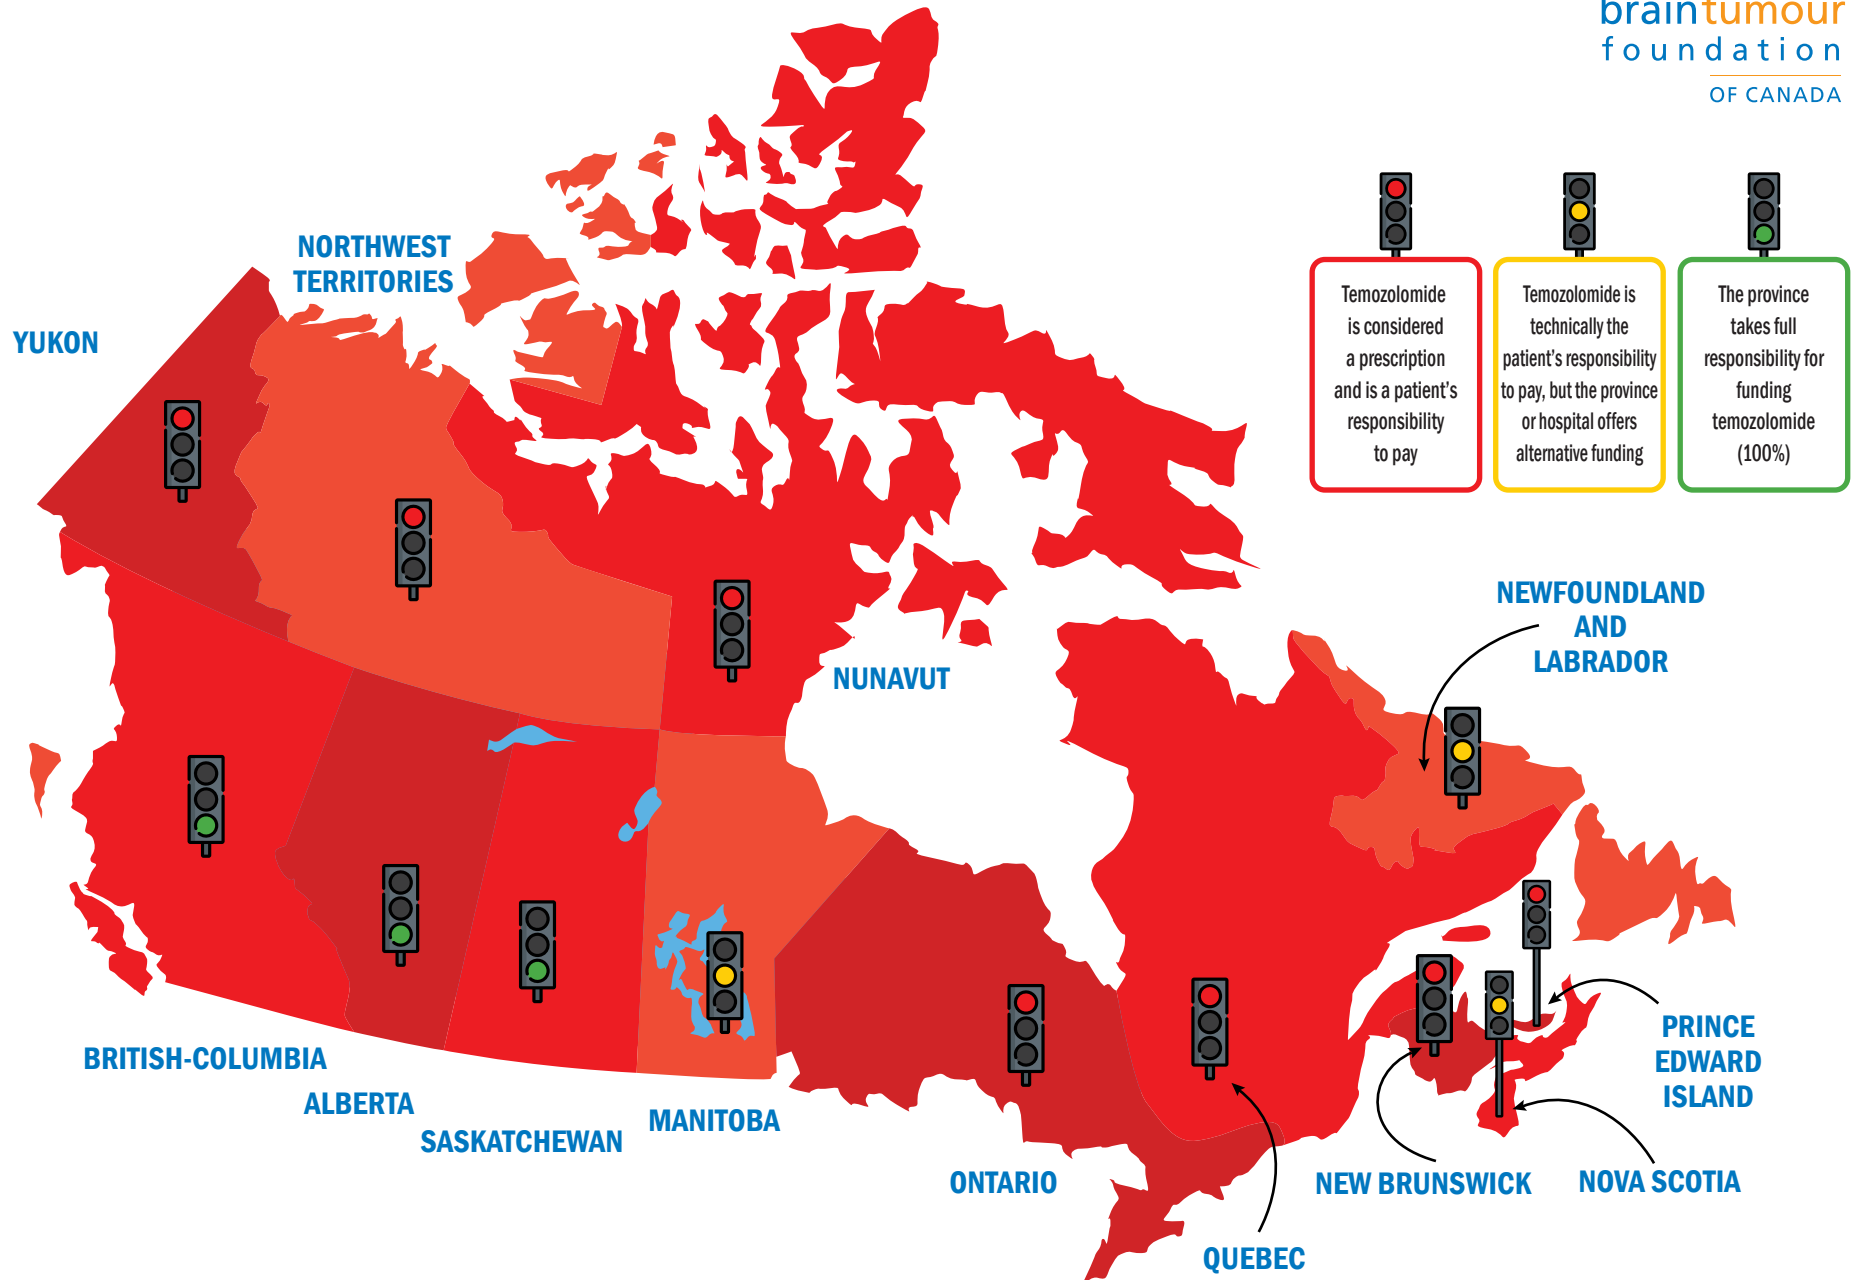 braintumour
foundation
OF CANADA
Temozolomide
is considered
a prescription
and is a patient's
responsibility
to pay
Temozolomide is
technically the
patient's responsibility
to pay, but the province
or hospital offers
alternative funding
The province
takes full
responsibility for
funding
temozolomide
(100%)
NORTHWEST
TERRITORIES
YUKON
NUNAVUT
NEWFOUNDLAND
AND
LABRADOR
BRITISH-COLUMBIA
ALBERTA
SASKATCHEWAN
MANITOBA
ONTARIO
QUEBEC
NEW BRUNSWICK
NOVA SCOTIA
PRINCE
EDWARD
ISLAND